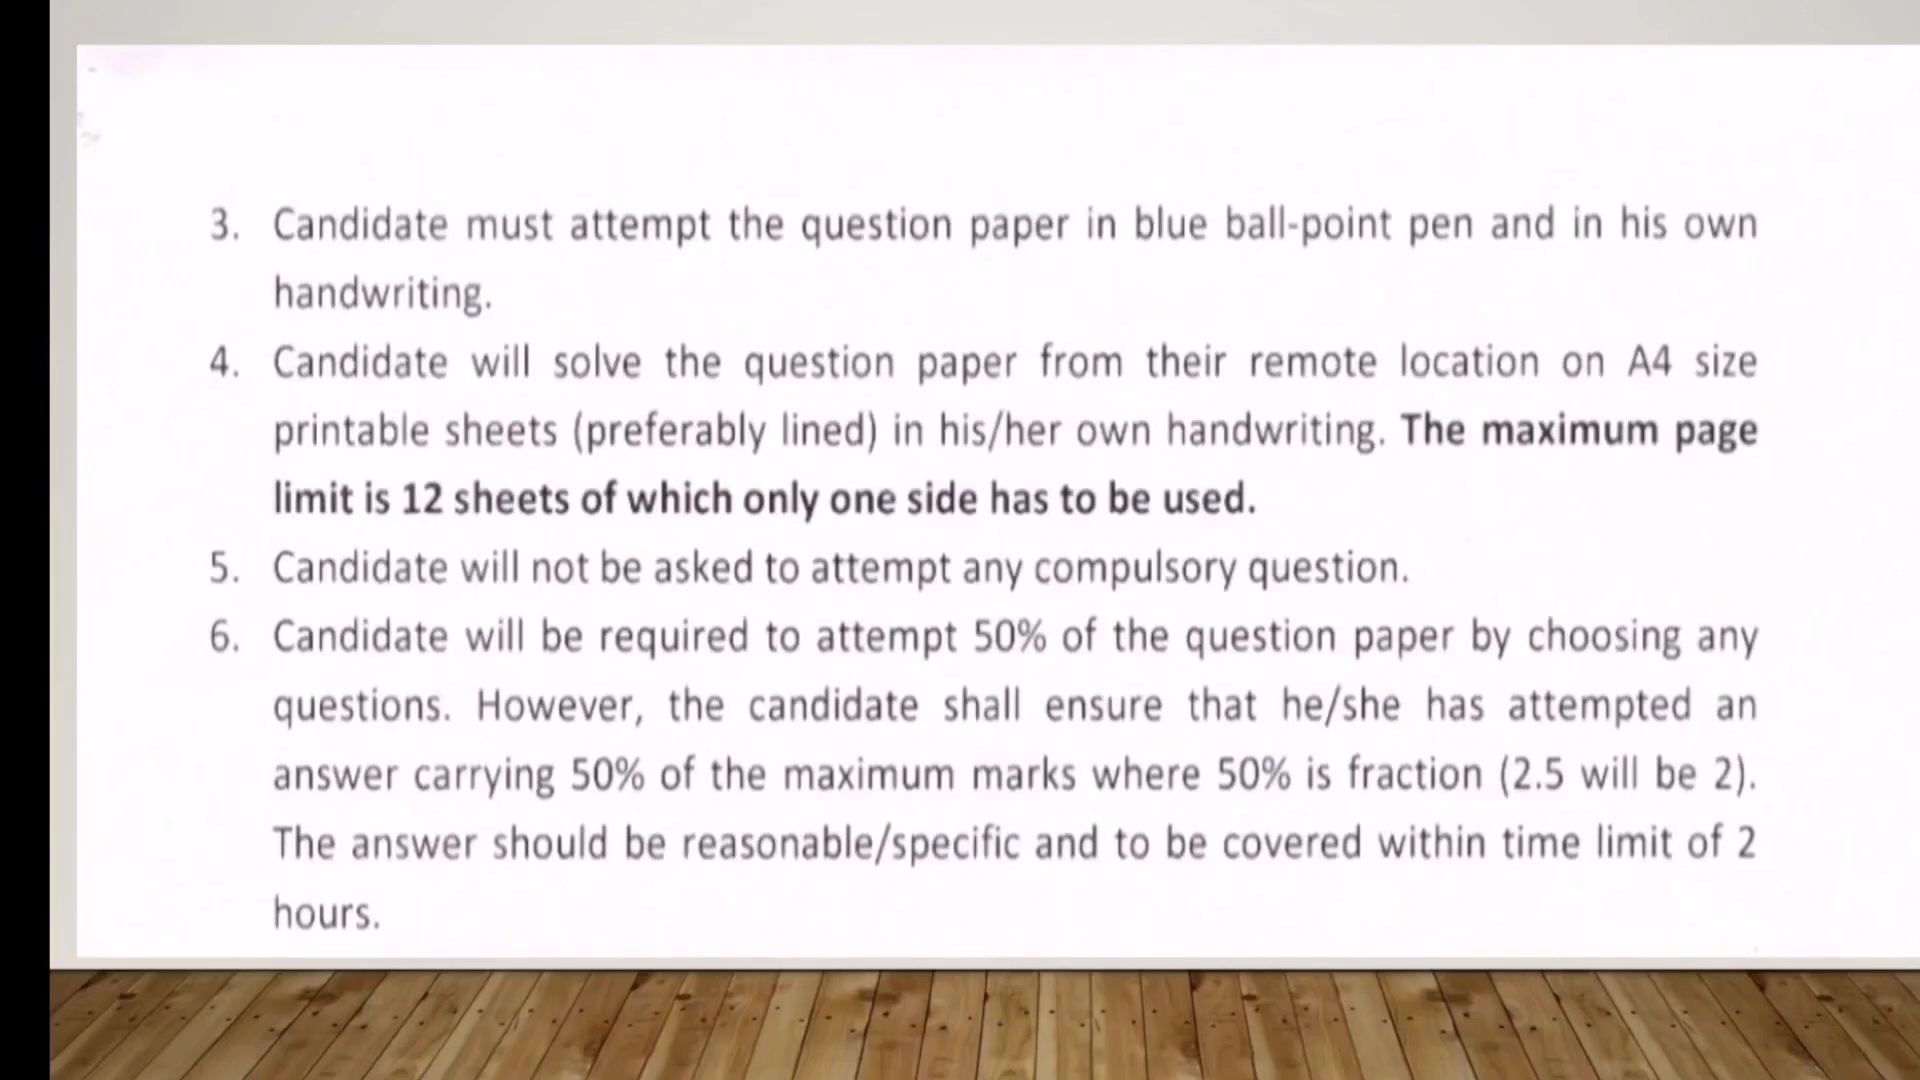 3. Candidate must attempt the question paper in blue ball-point pen and in his own
handwriting.
4. Candidate will solve the question paper from their remote location on A4 size
printable sheets (preferably lined) in his/her own handwriting. The maximum page
limit is 12 sheets of which only one side has to be used.
5. Candidate will not be asked to attempt any compulsory question.
6. Candidate will be required to attempt 50% of the question paper by choosing any
questions. However, the candidate shall ensure that he/she has attempted an
answer carrying 50% of the maximum marks where 50% is fraction (2.5 will be 2).
The answer should be reasonable/specific and to be covered within time limit of 2
hours.